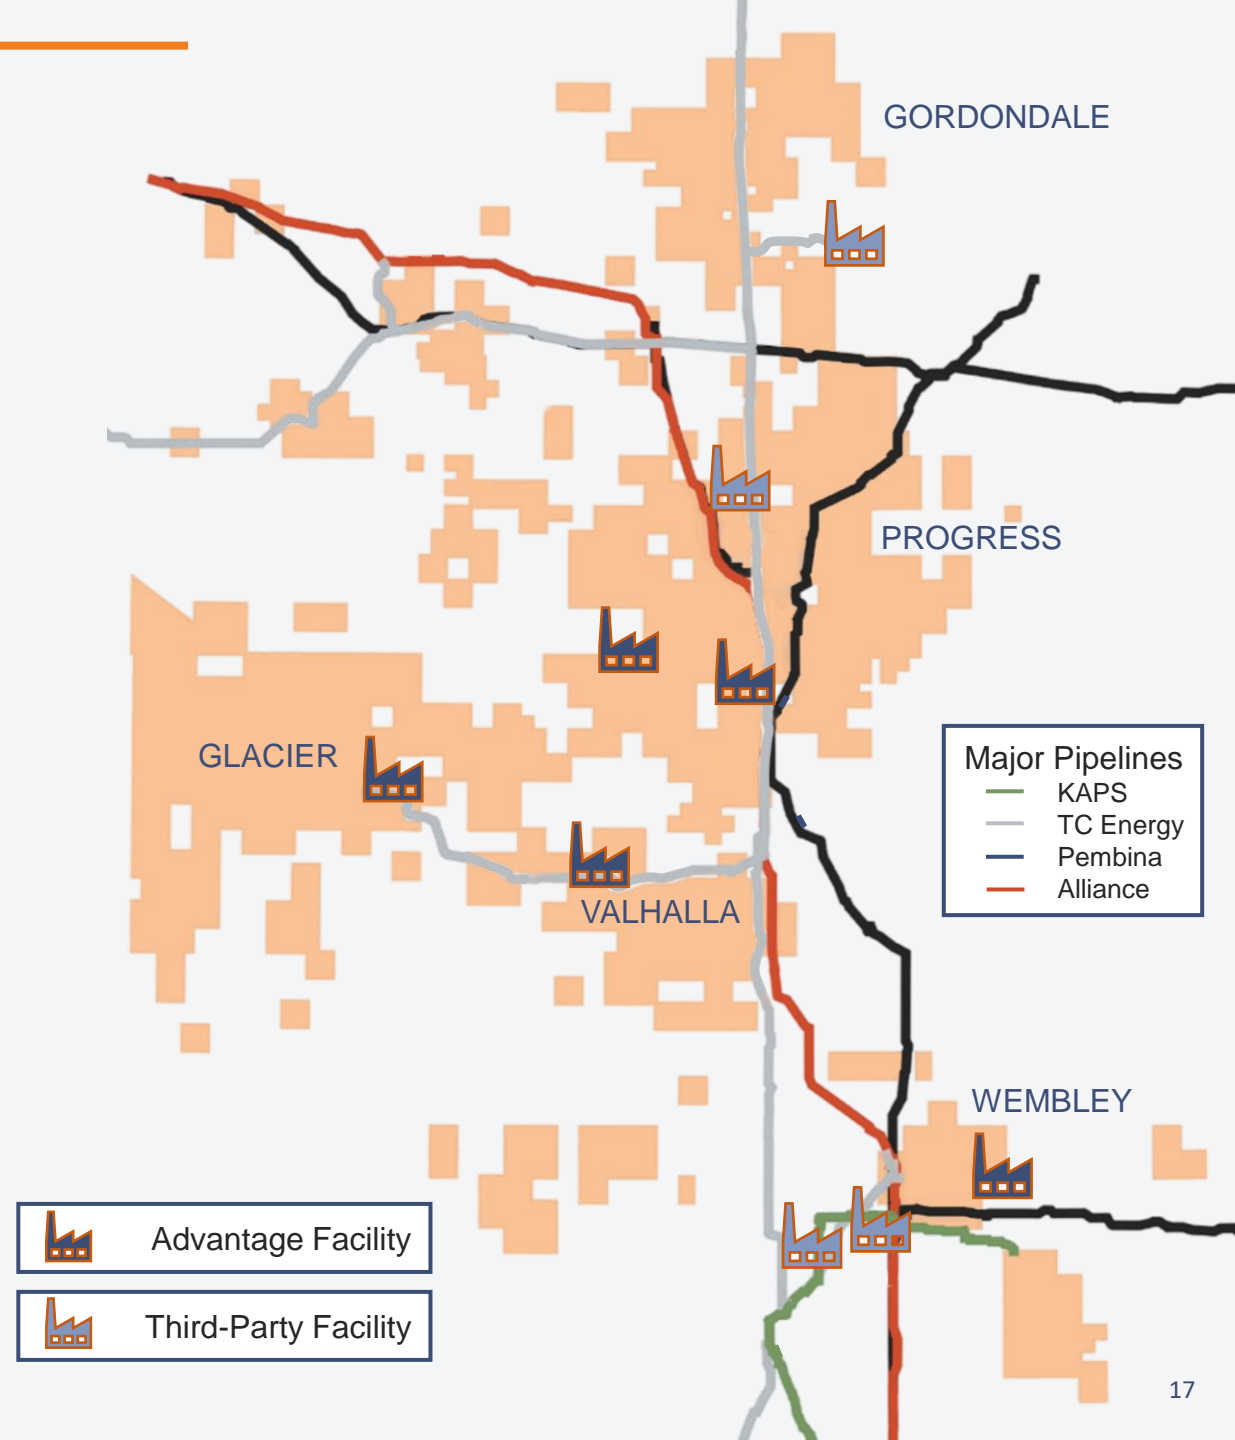 GORDONDALE
PROGRESS
GLACIER
Major Pipelines
KAPS
TC Energy
Pembina
Alliance
VALHALLA
WEMBLEY
Advantage Facility
Third-Party Facility
17